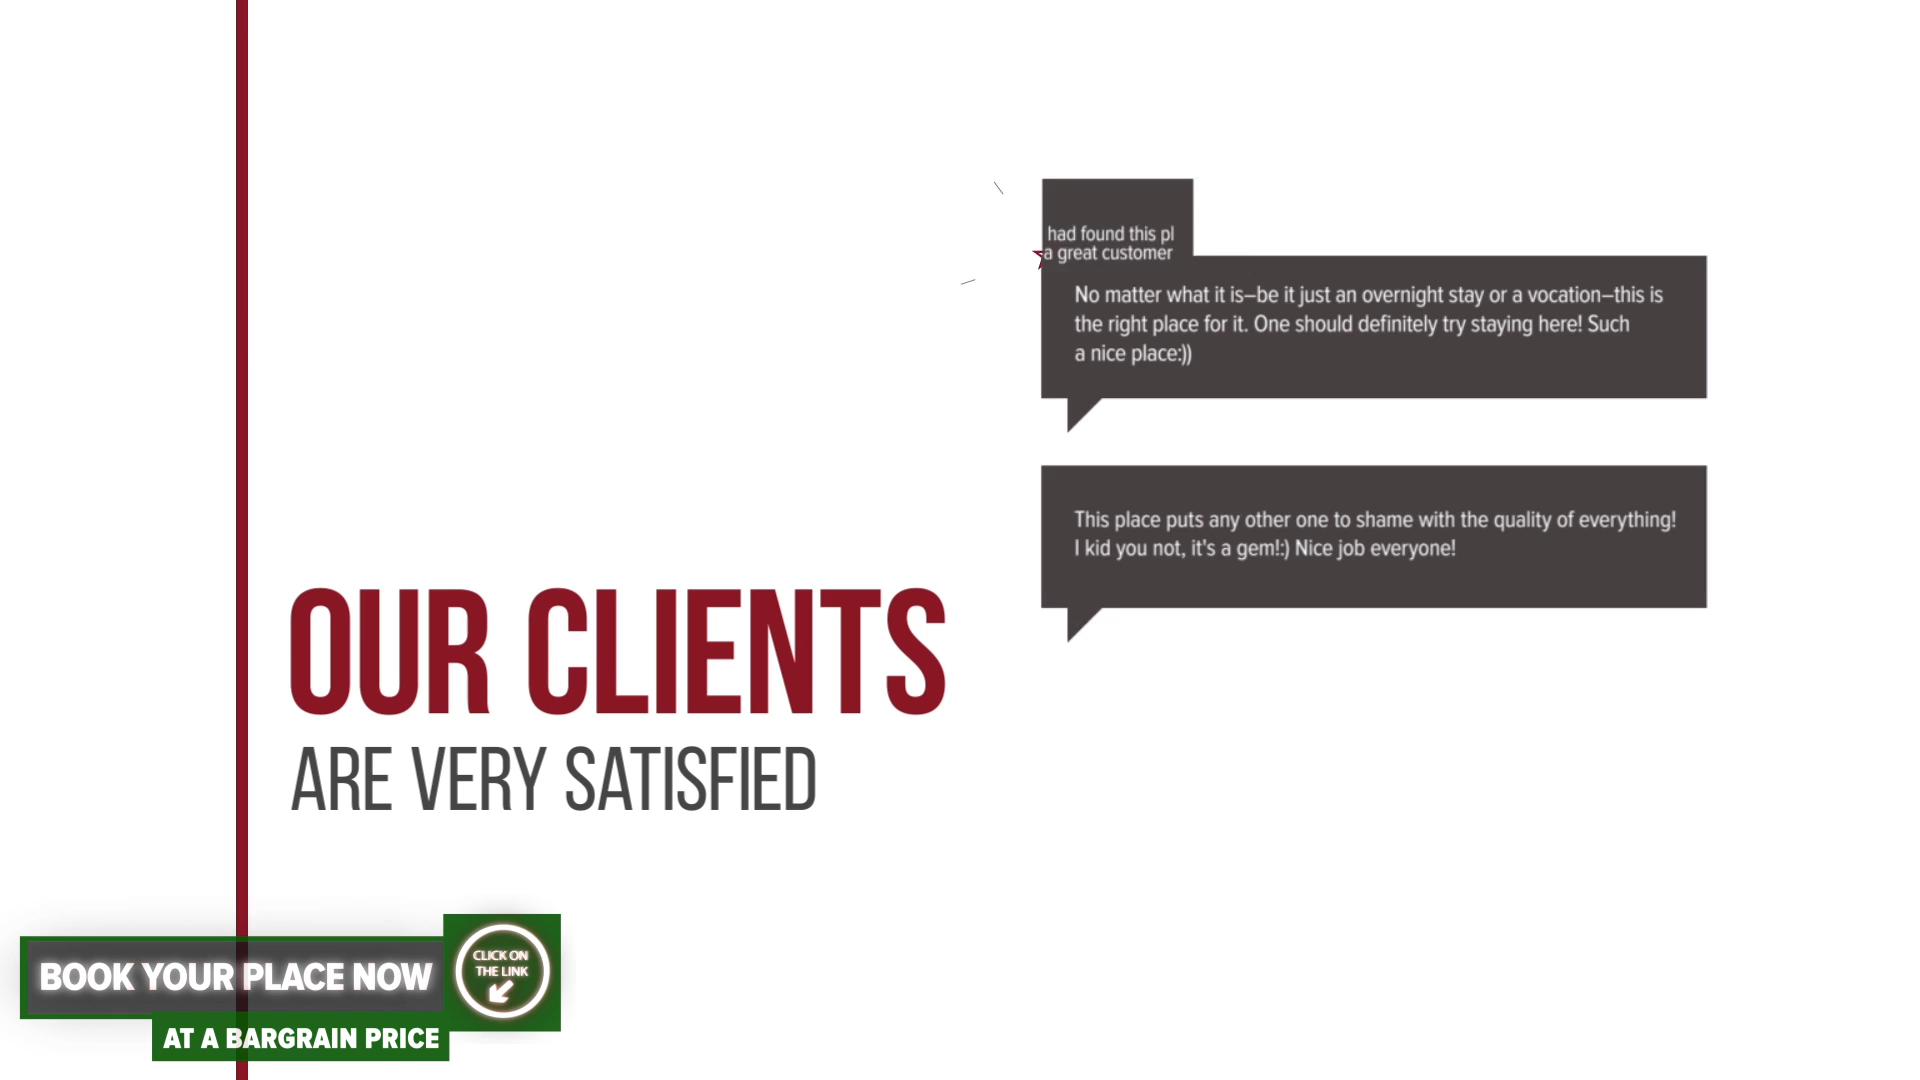 had found this pl
a great customer
No matter what it is–be it just an overnight stay or a vocation–this is
the right place for it. One should definitely try staying here! Such
a nice place:))
This place puts any other one to shame with the quality of everything!
I kid you not, it's a gem!:) Nice job everyone!
OUR CLIENTS
ARE VERY SATISFIED
BOOK YOUR PLACE NOW
CLICK ON
THE LINK
AT A BARGRAIN PRICE